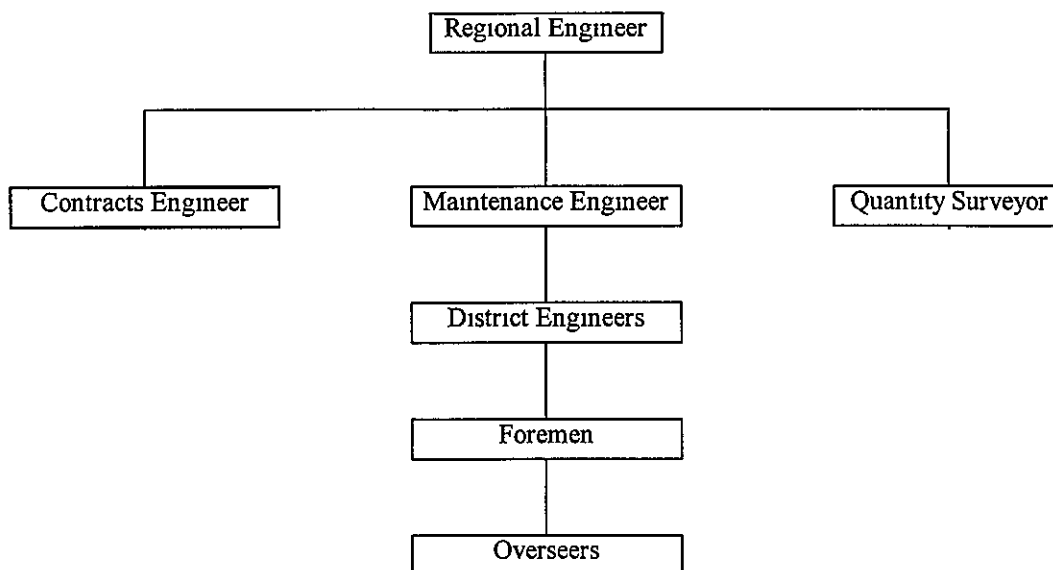 Regional Engineer
Contracts Engineer
Maintenance Engineer
Quantity Surveyor
District Engineers
Foremen
Overseers